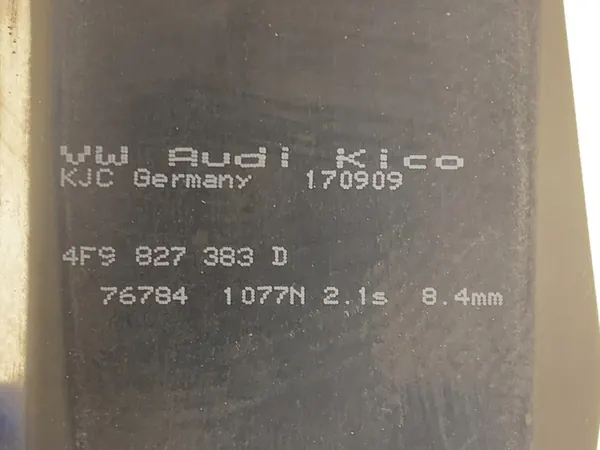 VW Audi Kico
KJC Germany 170909
4F9 827 383 D
76784 1077N 2.1s 8.4mm